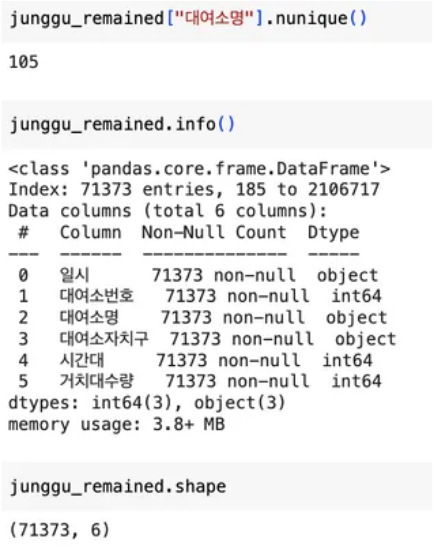 junggu_remained["대여소명"].nunique()
105
junggu_remained.info()
<class 'pandas.core.frame.DataFrame'>
Index: 71373 entries, 185 to 2106717
Data columns (total 6 columns):
 #   Column  Non-Null Count  Dtype
---  ------  --------------  -----
 0   일시      71373 non-null  object
 1   대여소번호   71373 non-null  int64
 2   대여소명    71373 non-null  object
 3   대여소자치구  71373 non-null  object
 4   시간대     71373 non-null  int64
 5   거치대수량   71373 non-null  int64
dtypes: int64(3), object(3)
memory usage: 3.8+ MB
junggu_remained.shape
(71373, 6)